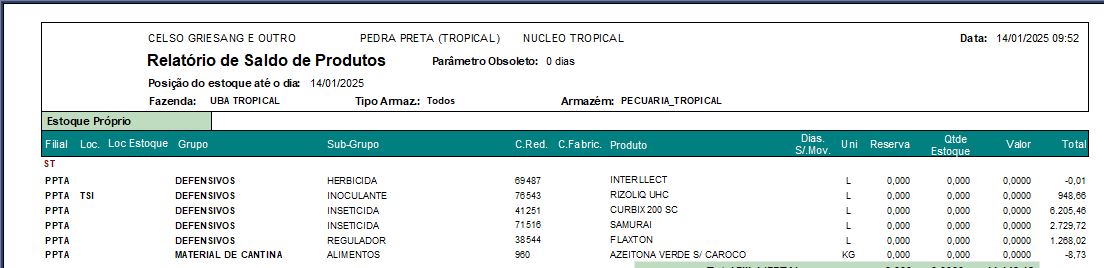 CELSO GRIESANG E OUTRO PEDRA PRETA (TROPICAL) NUCLEO TROPICAL Data: 14/01/2025 09:52
Relatório de Saldo de Produtos Parâmetro Obsoleto: 0 dias
Posição do estoque até o dia: 14/01/2025
Fazenda: UBA TROPICAL Tipo Armaz.: Todos Armazém: PECUARIA_TROPICAL
Estoque Próprio
Filial Loc. Loc Estoque Grupo Sub-Grupo C.Red. C.Fabric. Produto Dias. S/.Mov. Uni Reserva Qtde Estoque Valor Total
ST
PPTA DEFENSIVOS HERBICIDA 69487 INTERLLECT L 0,000 0,000 0,0000 -0,01
PPTA TSI DEFENSIVOS INOCULANTE 76543 RIZOLIQ UHC L 0,000 0,000 0,0000 948,66
PPTA DEFENSIVOS INSETICIDA 41251 CURBIX 200 SC L 0,000 0,000 0,0000 6.205,46
PPTA DEFENSIVOS INSETICIDA 71516 SAMURAI L 0,000 0,000 0,0000 2.729,72
PPTA DEFENSIVOS REGULADOR 38544 FLAXTON L 0,000 0,000 0,0000 1.268,02
PPTA MATERIAL DE CANTINA ALIMENTOS 960 AZEITONA VERDE S/ CAROCO KG 0,000 0,000 0,0000 -8,73